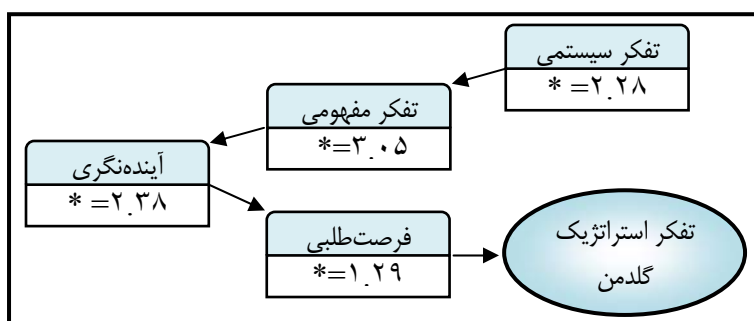 تفکر سیستمی
* =۲.۲۸
تفکر مفهومی
*=۳.۰۵
آینده‌نگری
* =۲.۳۸
فرصت‌طلبی
*=۱.۲۹
تفکر استراتژیک
گلدمن